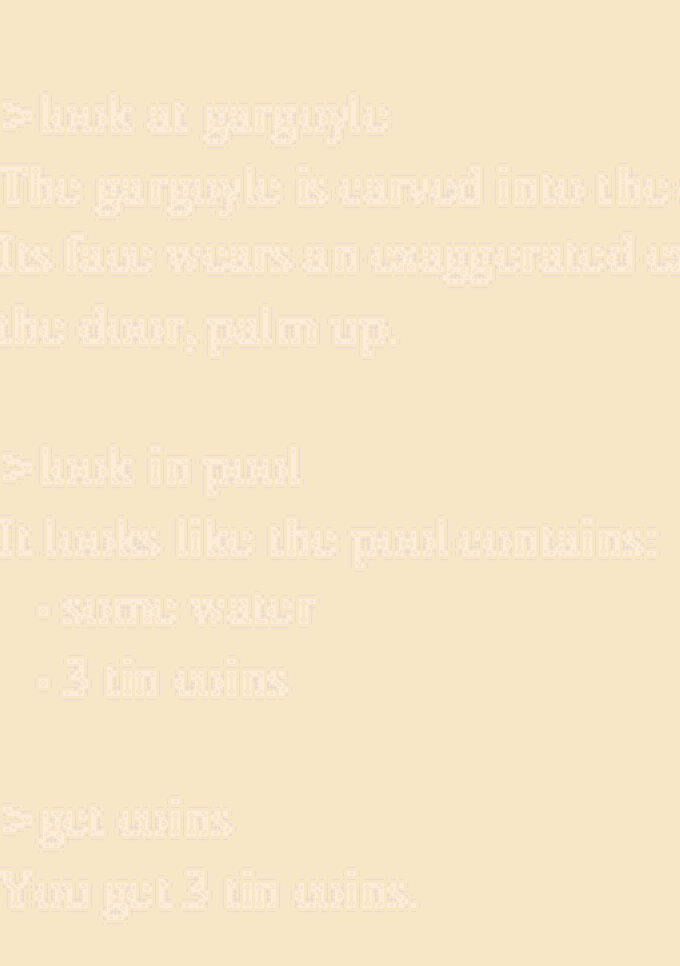 >look at gargoyle
The gargoyle is carved into the
Its face wears an exaggerated
the door, palm up.
>look in pool
It looks like the pool contains:
· some water
· 3 tin coins
>get coins
You get 3 tin coins.